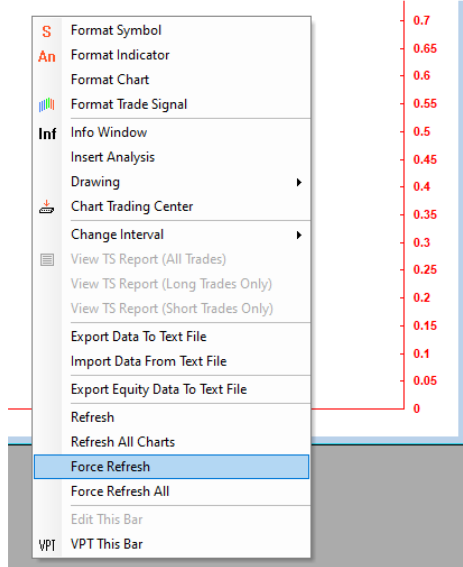 S Format Symbol
An Format Indicator
Format Chart
Format Trade Signal
Inf Info Window
Insert Analysis
Drawing
Chart Trading Center
Change Interval
View TS Report (All Trades)
View TS Report (Long Trades Only)
View TS Report (Short Trades Only)
Export Data To Text File
Import Data From Text File
Export Equity Data To Text File
Refresh
Refresh All Charts
Force Refresh
Force Refresh All
Edit This Bar
VPT VPT This Bar
0.7
0.65
0.6
0.55
0.5
0.45
0.4
0.35
0.3
0.25
0.2
0.15
0.1
0.05
0